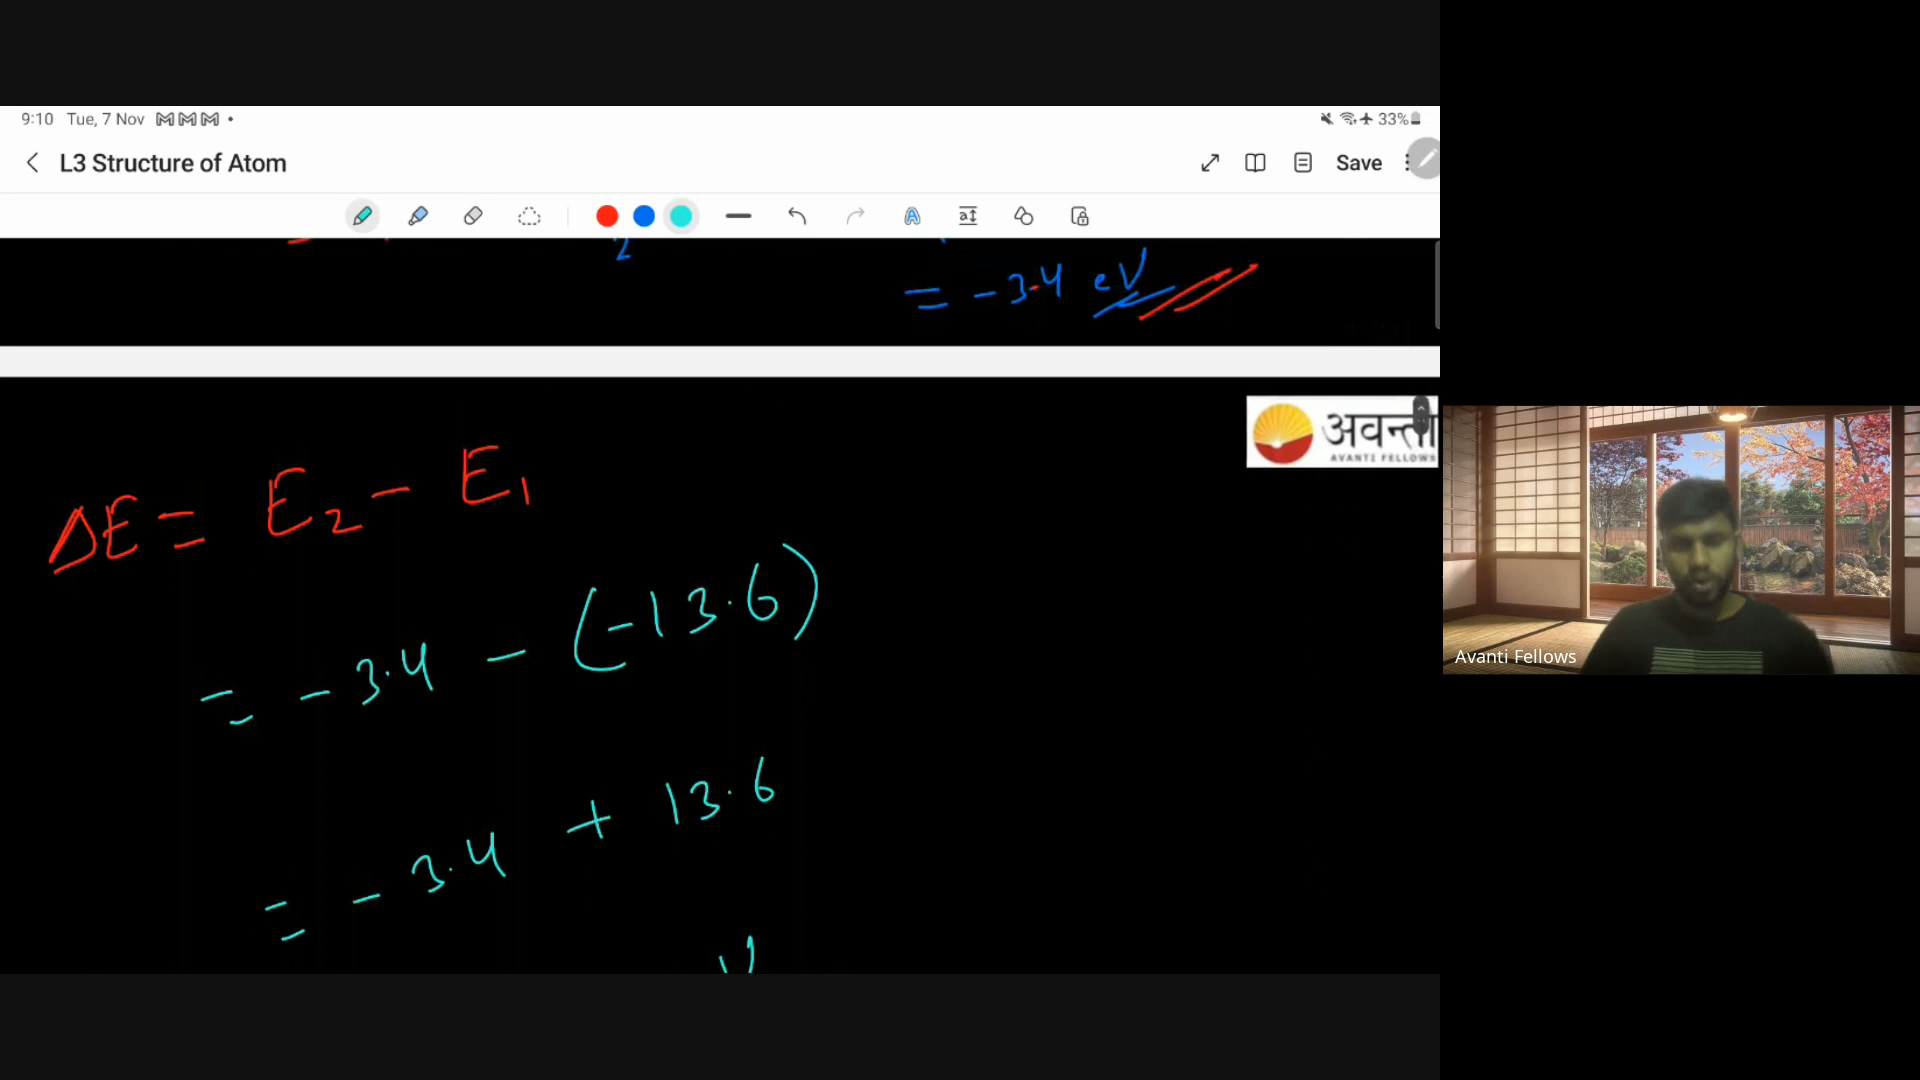 9:10 Tue, 7 Nov
33%
L3 Structure of Atom
Save
2
= -3.4 eV
अवन्ती
AVANTI FELLOWS
ΔE = E₂ - E₁
= -3.4 - (-13.6)
= -3.4 + 13.6
Avanti Fellows